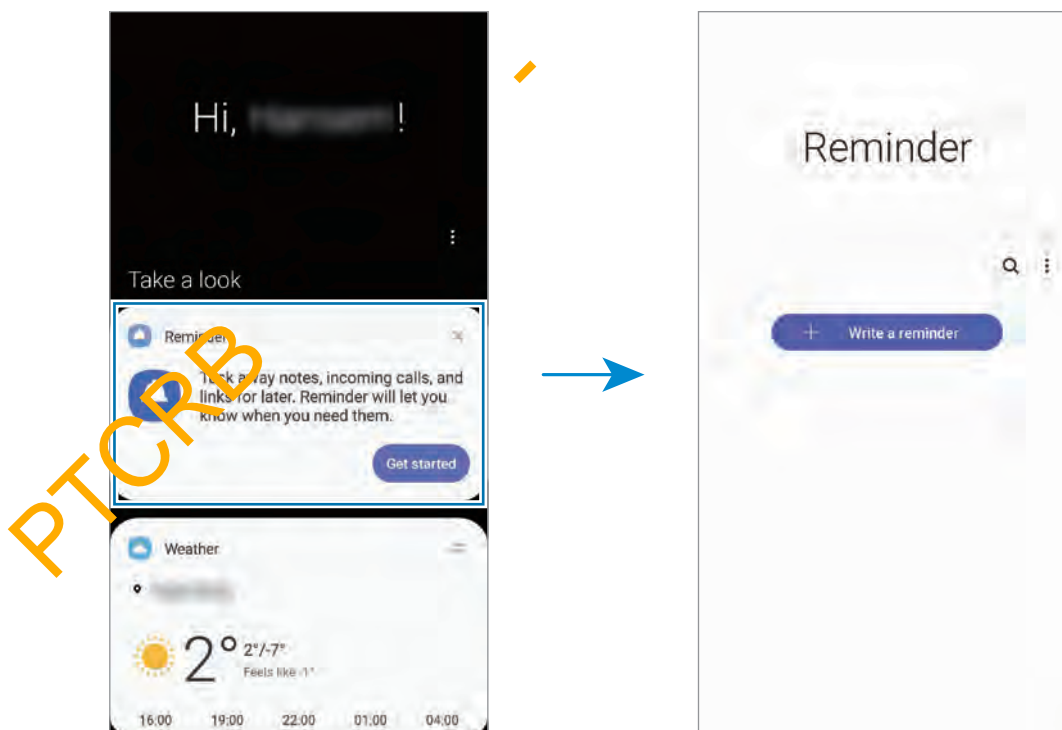 Hi, !
Take a look
Reminder
Tuck away notes, incoming calls, and
links for later. Reminder will let you
know when you need them.
Get started
Weather
2° 2°/-7°
Feels like -1°
16:00 19:00 22:00 01:00 04:00
PTCRB
Reminder
Write a reminder